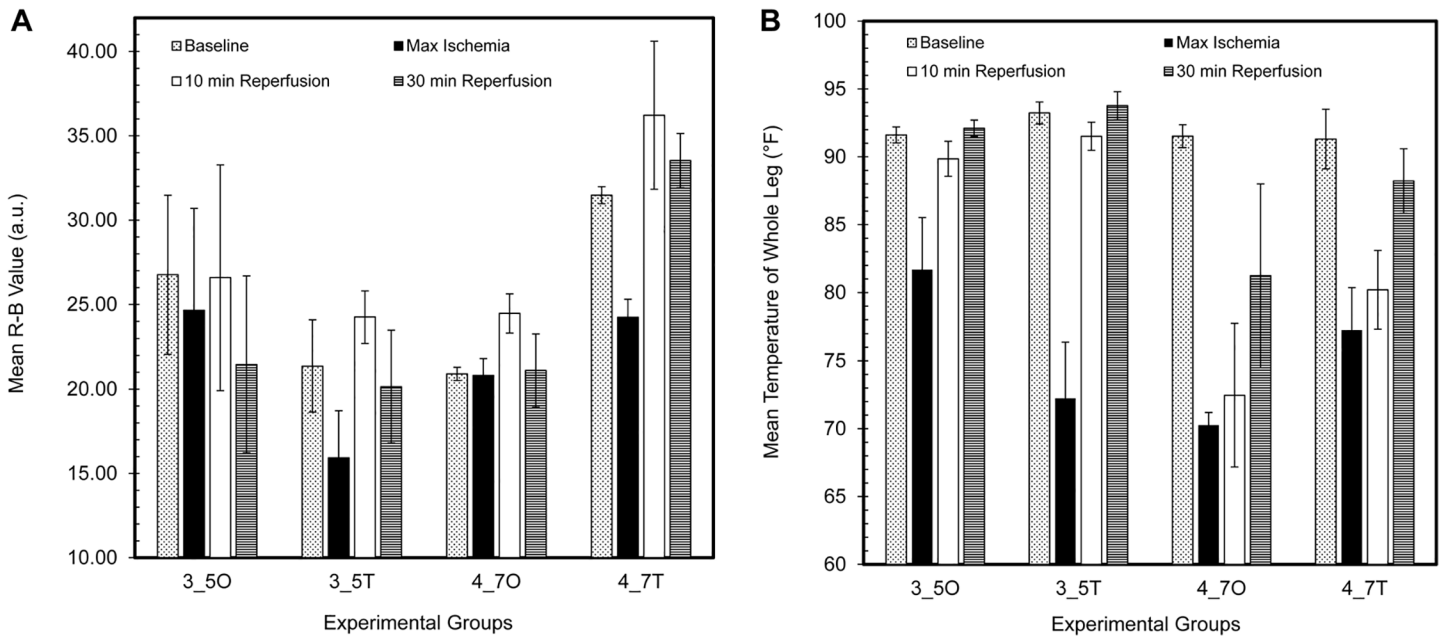 A
Baseline
Max Ischemia
10 min Reperfusion
30 min Reperfusion
40.00
35.00
30.00
25.00
20.00
15.00
10.00
Mean R-B Value (a.u.)
3_5O
3_5T
4_7O
4_7T
Experimental Groups
B
Baseline
Max Ischemia
10 min Reperfusion
30 min Reperfusion
100
95
90
85
80
75
70
65
60
Mean Temperature of Whole Leg (°F)
3_5O
3_5T
4_7O
4_7T
Experimental Groups